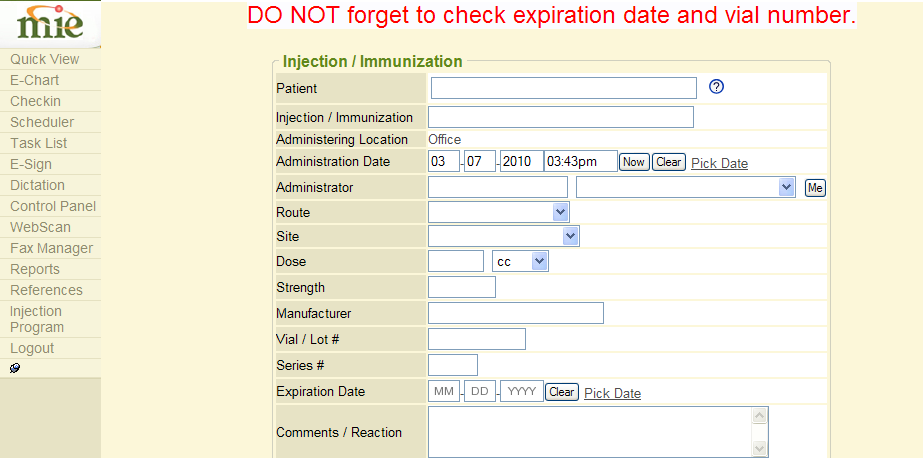 mie
DO NOT forget to check expiration date and vial number.
Quick View
E-Chart
Checkin
Scheduler
Task List
E-Sign
Dictation
Control Panel
WebScan
Fax Manager
Reports
References
Injection
Program
Logout
Injection / Immunization
Patient ?
Injection / Immunization
Administering Location Office
Administration Date 03 - 07 - 2010 03:43pm Now Clear Pick Date
Administrator Me
Route
Site
Dose cc
Strength
Manufacturer
Vial / Lot #
Series #
Expiration Date MM - DD - YYYY Clear Pick Date
Comments / Reaction